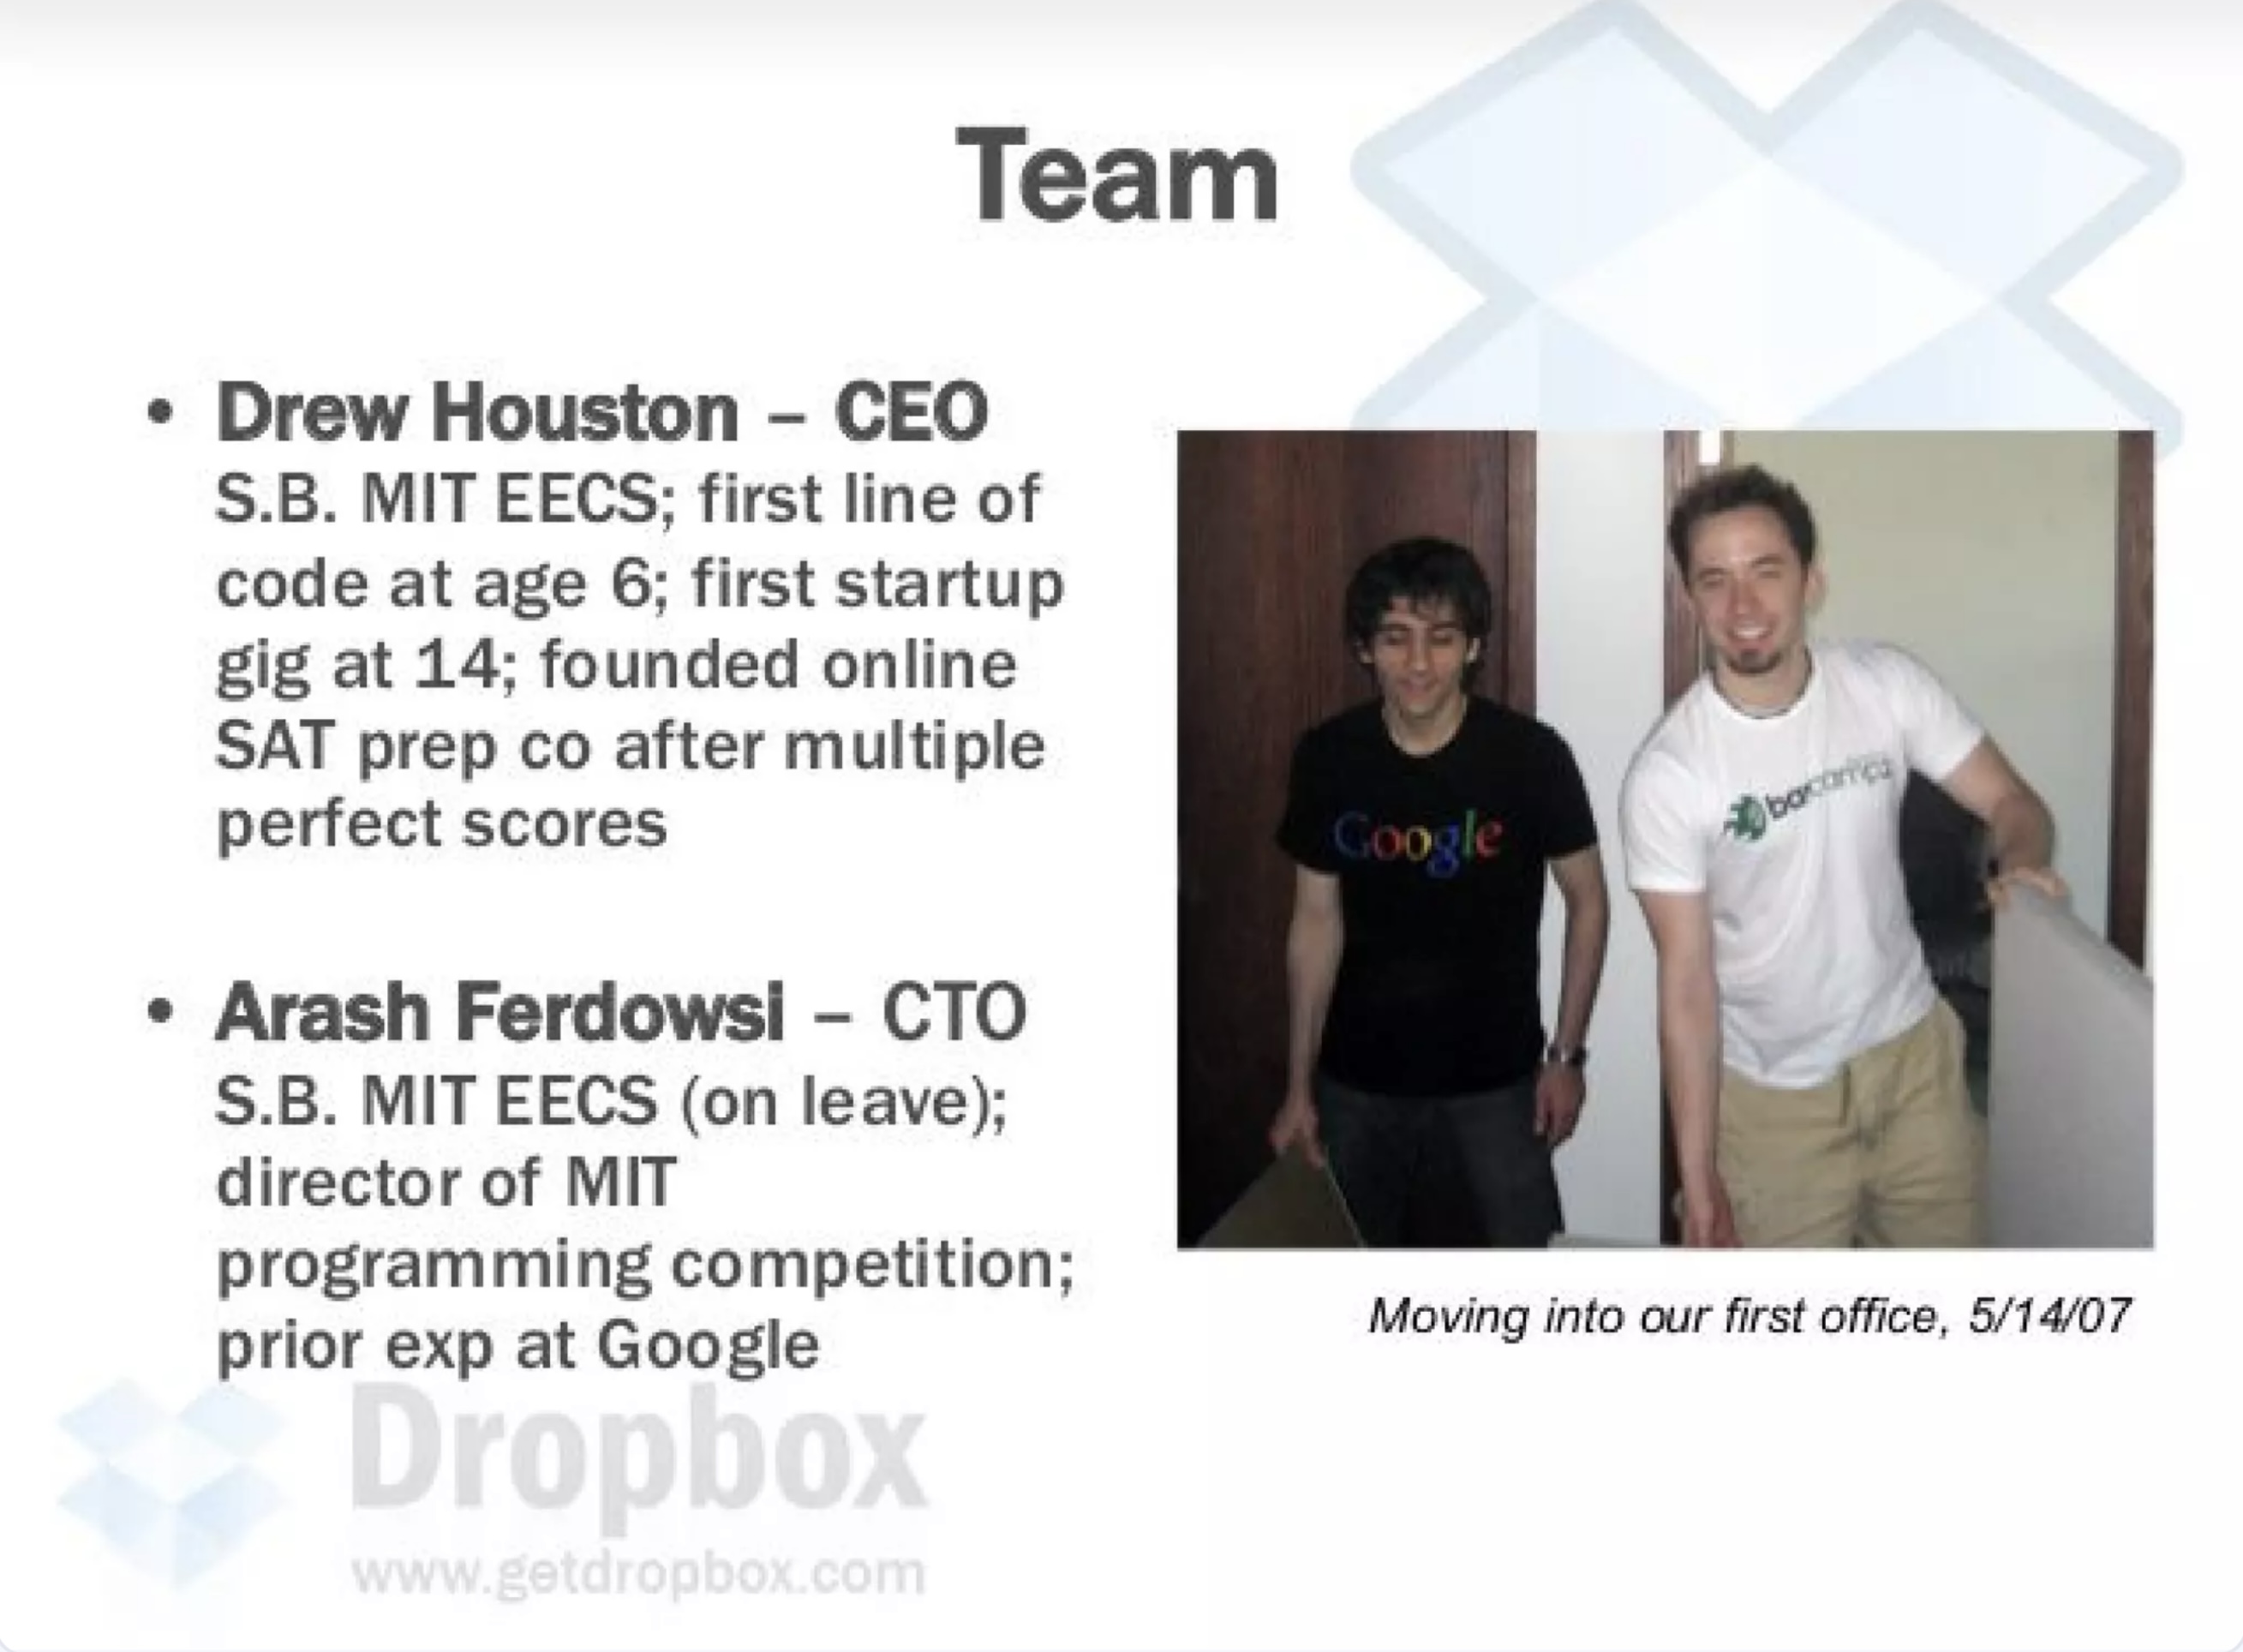 Team
• Drew Houston – CEO
S.B. MIT EECS; first line of
code at age 6; first startup
gig at 14; founded online
SAT prep co after multiple
perfect scores
• Arash Ferdowsi – CTO
S.B. MIT EECS (on leave);
director of MIT
programming competition;
prior exp at Google
Google
Moving into our first office, 5/14/07
Dropbox
www.getdropbox.com